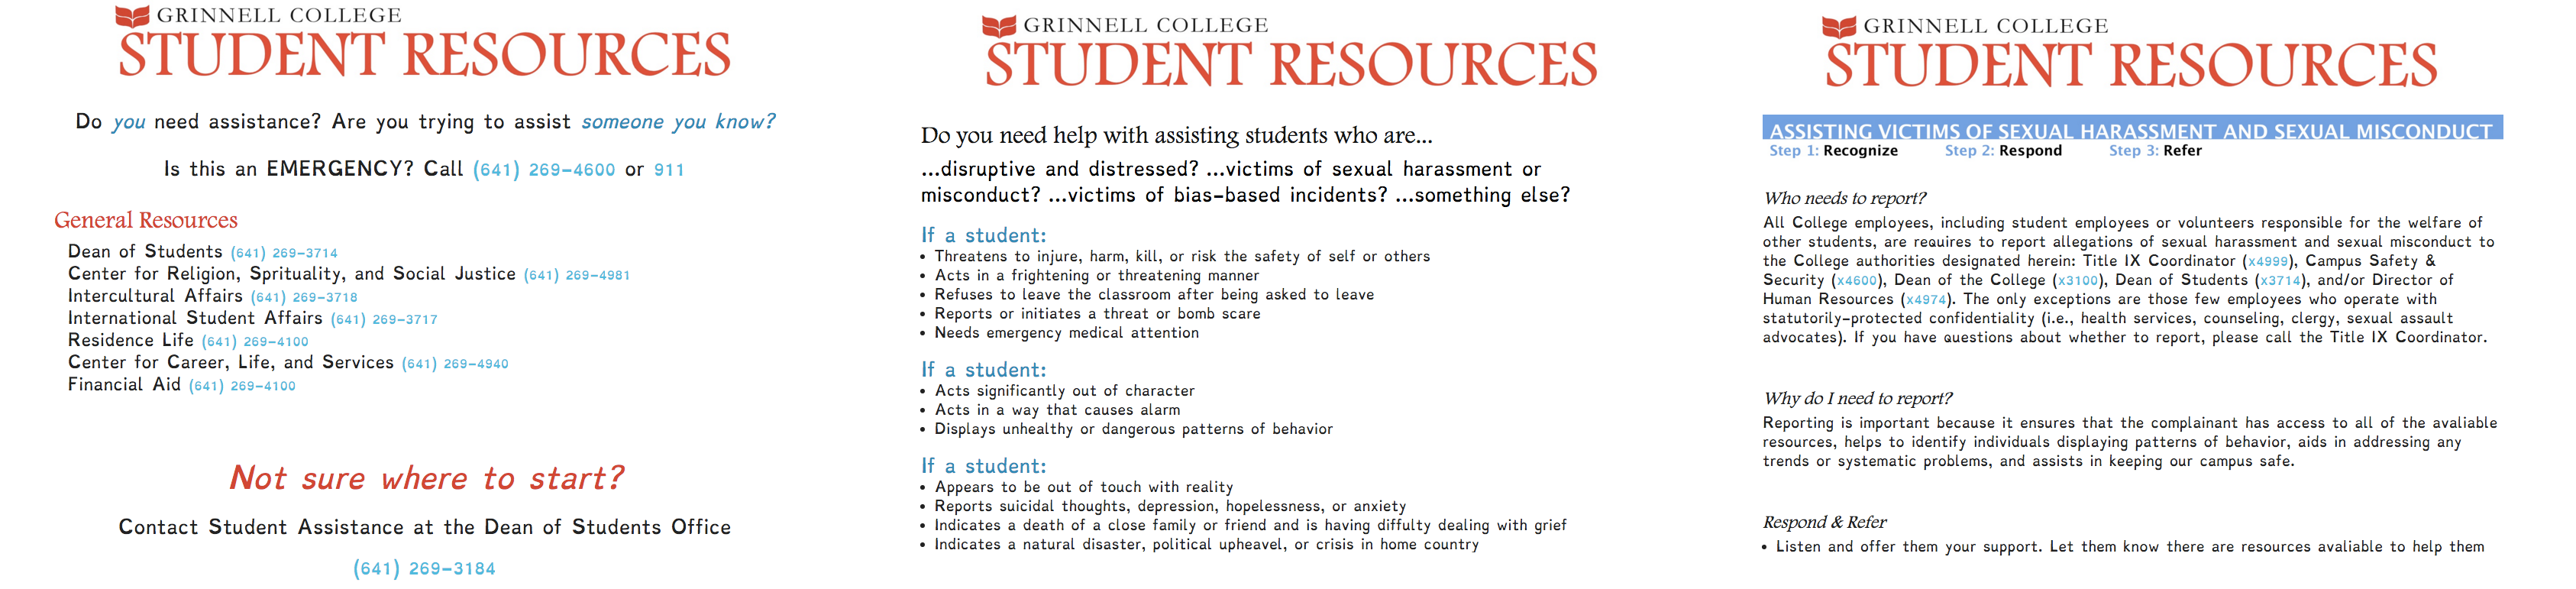 GRINNELL COLLEGE
STUDENT RESOURCES
Do you need assistance? Are you trying to assist someone you know?
Is this an EMERGENCY? Call (641) 269-4600 or 911
General Resources
Dean of Students (641) 269-3714
Center for Religion, Sprituality, and Social Justice (641) 269-4981
Intercultural Affairs (641) 269-3718
International Student Affairs (641) 269-3717
Residence Life (641) 269-4100
Center for Career, Life, and Services (641) 269-4940
Financial Aid (641) 269-4100
Not sure where to start?
Contact Student Assistance at the Dean of Students Office
(641) 269-3184
GRINNELL COLLEGE
STUDENT RESOURCES
Do you need help with assisting students who are...
...disruptive and distressed? ...victims of sexual harassment or
misconduct? ...victims of bias-based incidents? ...something else?
If a student:
• Threatens to injure, harm, kill, or risk the safety of self or others
• Acts in a frightening or threatening manner
• Refuses to leave the classroom after being asked to leave
• Reports or initiates a threat or bomb scare
• Needs emergency medical attention
If a student:
• Acts significantly out of character
• Acts in a way that causes alarm
• Displays unhealthy or dangerous patterns of behavior
If a student:
• Appears to be out of touch with reality
• Reports suicidal thoughts, depression, hopelessness, or anxiety
• Indicates a death of a close family or friend and is having diffulty dealing with grief
• Indicates a natural disaster, political upheavel, or crisis in home country
GRINNELL COLLEGE
STUDENT RESOURCES
ASSISTING VICTIMS OF SEXUAL HARASSMENT AND SEXUAL MISCONDUCT
Step 1: Recognize Step 2: Respond Step 3: Refer
Who needs to report?
All College employees, including student employees or volunteers responsible for the welfare of
other students, are requires to report allegations of sexual harassment and sexual misconduct to
the College authorities designated herein: Title IX Coordinator (x4999), Campus Safety &
Security (x4600), Dean of the College (x3100), Dean of Students (x3714), and/or Director of
Human Resources (x4974). The only exceptions are those few employees who operate with
statutorily-protected confidentiality (i.e., health services, counseling, clergy, sexual assault
advocates). If you have questions about whether to report, please call the Title IX Coordinator.
Why do I need to report?
Reporting is important because it ensures that the complainant has access to all of the avaliable
resources, helps to identify individuals displaying patterns of behavior, aids in addressing any
trends or systematic problems, and assists in keeping our campus safe.
Respond & Refer
• Listen and offer them your support. Let them know there are resources avaliable to help them